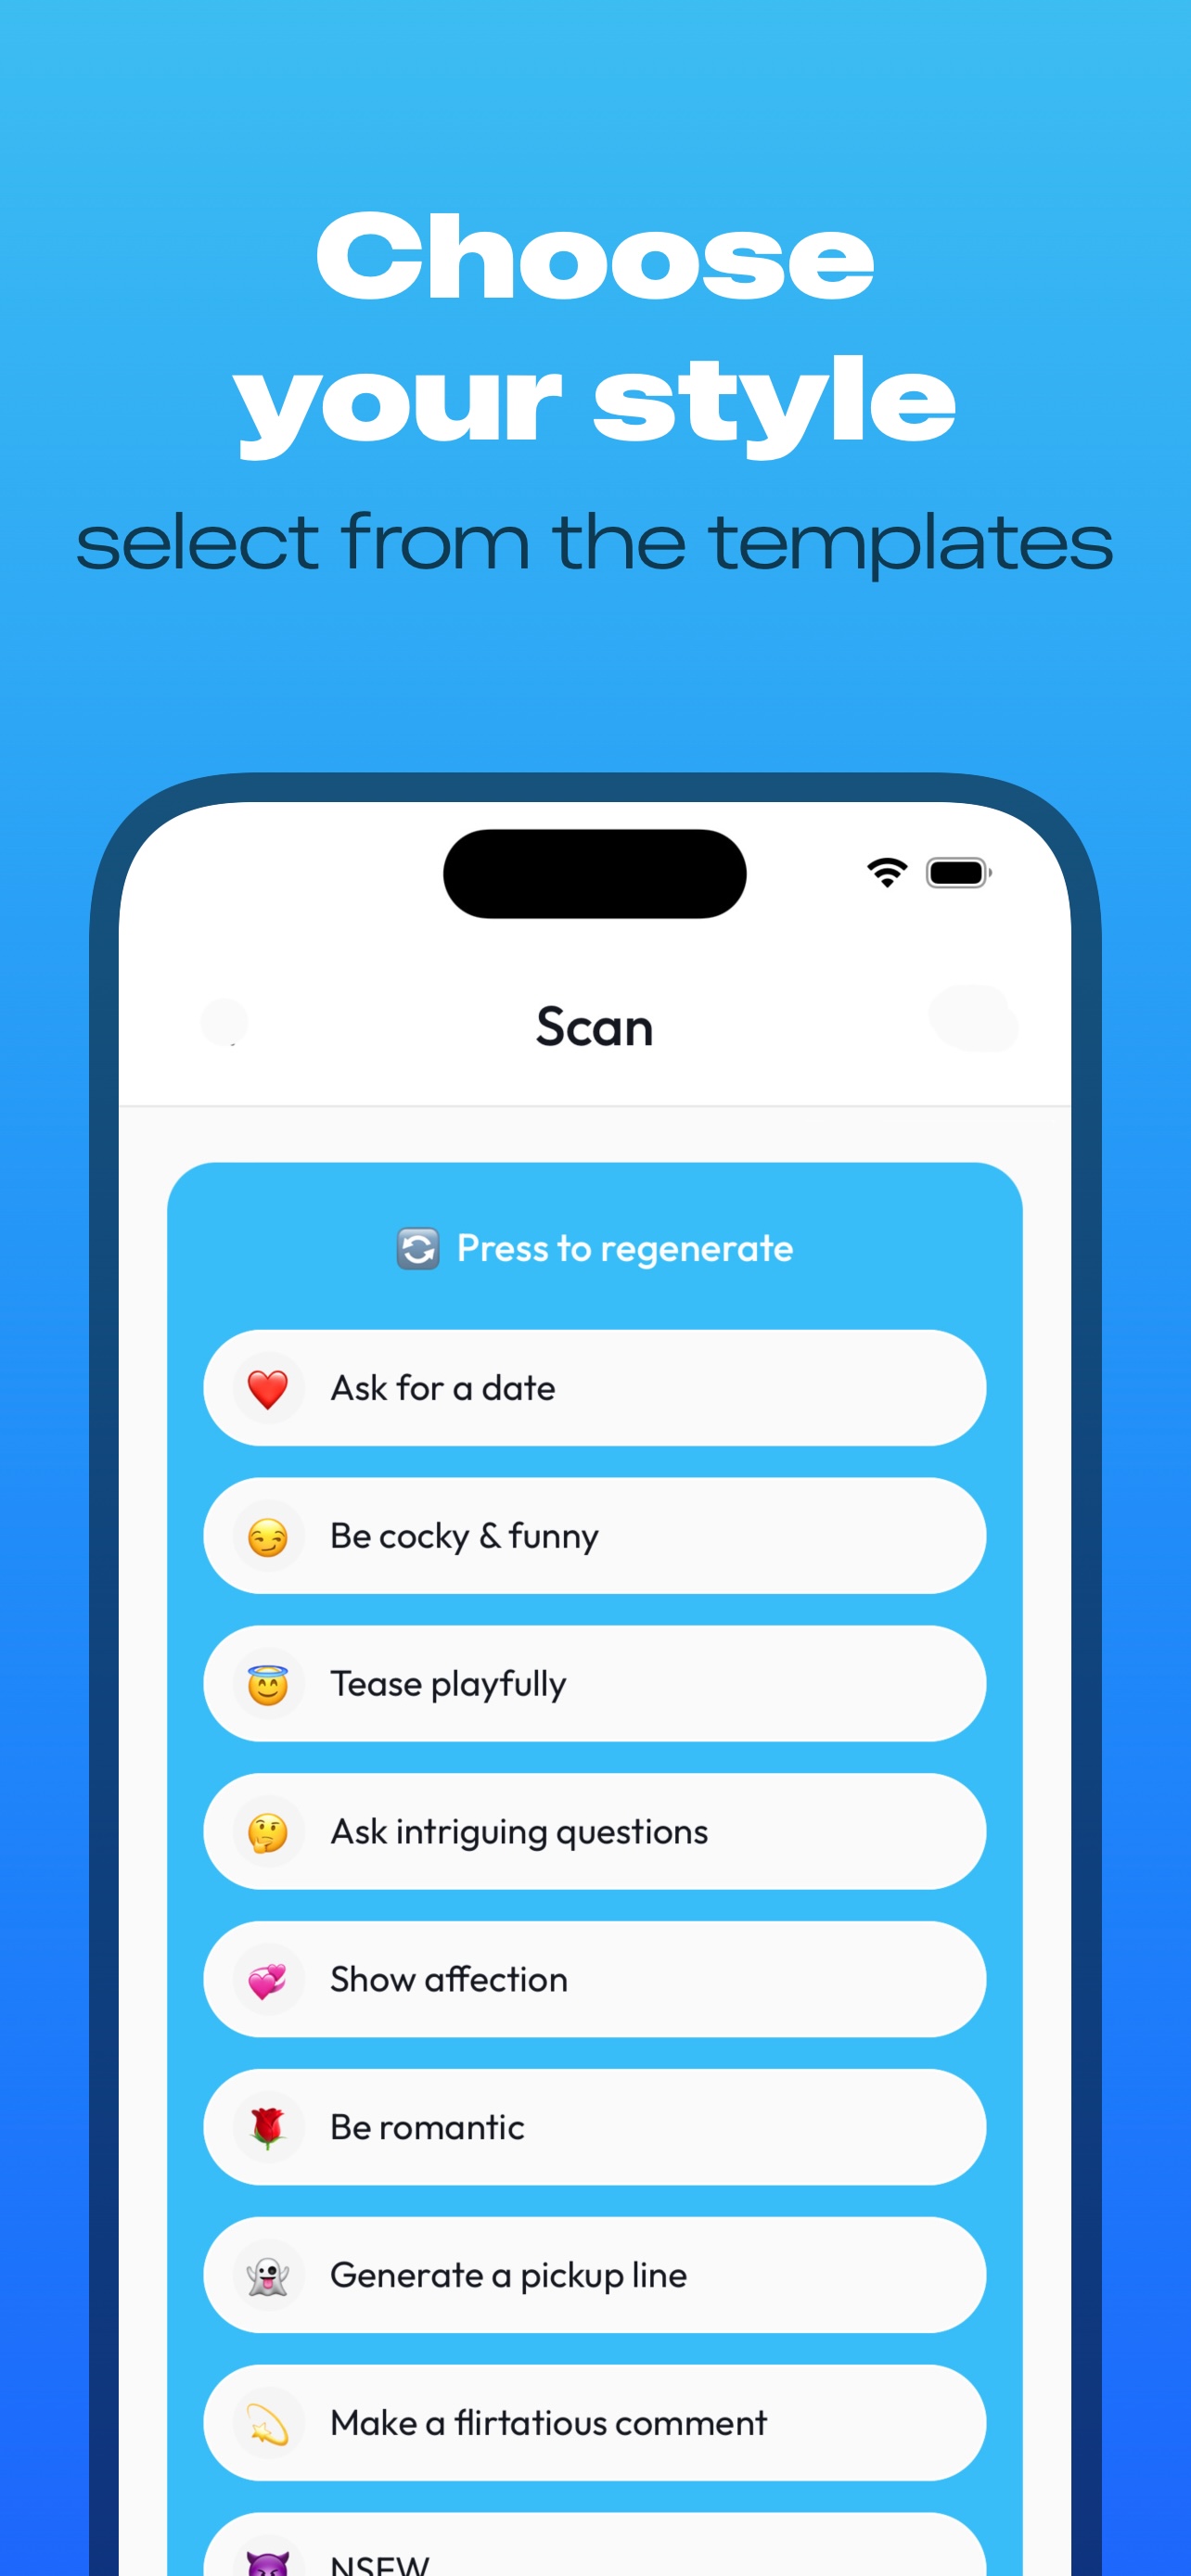 Choose
your style
select from the templates
Scan
Press to regenerate
Ask for a date
Be cocky & funny
Tease playfully
Ask intriguing questions
Show affection
Be romantic
Generate a pickup line
Make a flirtatious comment
NSFW